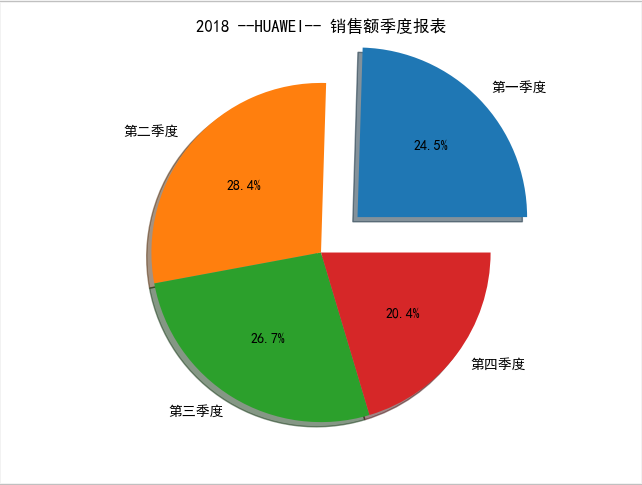 2018 --HUAWEI-- 销售额季度报表
第一季度
24.5%
第二季度
28.4%
26.7%
第三季度
20.4%
第四季度